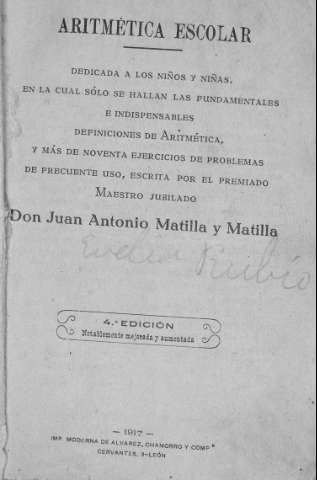 ARITMÉTICA ESCOLAR
DEDICADA A LOS NIÑOS Y NIÑAS,
EN LA CUAL SÓLO SE HALLAN LAS FUNDAMENTALES
E INDISPENSABLES
DEFINICIONES DE ARITMÉTICA,
Y MÁS DE NOVENTA EJERCICIOS DE PROBLEMAS
DE FRECUENTE USO, ESCRITA POR EL PREMIADO
MAESTRO JUBILADO
Don Juan Antonio Matilla y Matilla
Rubio
4.ª EDICIÓN
Notablemente mejorada y aumentada
— 1917 —
IMP. MODERNA DE ALVAREZ, CHAMORRO Y COMP.ª
CERVANTES, 3-LEÓN